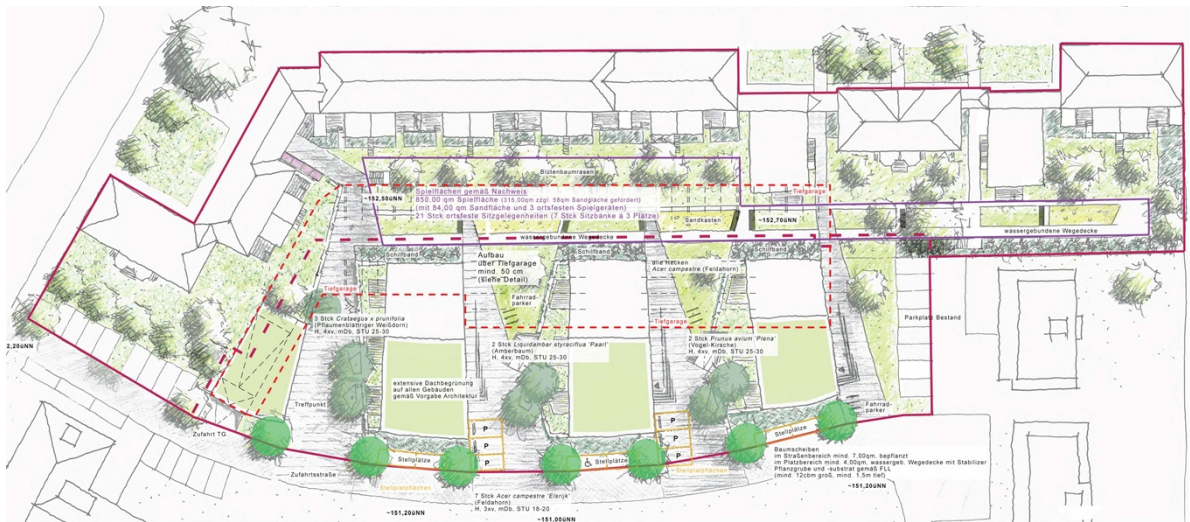 Blütenbaumrasen
Spielflächen gemäß Nachweis
850,00 qm Spielfläche (315,00qm zzgl. 58qm Sandgläche gefordert)
(mit 84,00 qm Sandfläche und 3 ortsfesten Spielgeräten)
21 Stck ortsfeste Sitzgelegenheiten (7 Stck Sitzbänke à 3 Plätze)
~152,50üNN
Tiefgarage
Sandkasten
~152,70üNN
wassergebundene Wegedecke
wassergebundene Wegedecke
Schilfband
Schilfband
Schilfband
Aufbau
über Tiefgarage
mind. 50 cm
(siehe Detail)
alle Hecken
Acer campestre (Feldahorn)
Tiefgarage
Fahrrad-
parker
Tiefgarage
Parkplatz Bestand
3 Stck Crataegus x prunifolia
(Pflaumenblättriger Weißdorn)
H, 4xv, mDb, STU 25-30
2 Stck Liquidambar styraciflua 'Paarl'
(Amberbaum)
H, 4xv, mDb, STU 25-30
2 Stck Prunus avium 'Plena'
(Vogel-Kirsche)
H, 4xv, mDb, STU 25-30
2,20üNN
extensive Dachbegrünung
auf allen Gebäuden
gemäß Vorgabe Architektur
Treffpunkt
Fahrrad-
parker
Zufahrt TG
P
P
P
P
P
P
Stellplätze
Stellplätze
Stellplätze
Zufahrtsstraße
Stellplatzflächen
Stellplatzflächen
Baumscheiben
im Straßenbereich mind. 7,00qm, bepflanzt
im Platzbereich mind. 4,00qm, wassergeb. Wegedecke mit Stabilizer
Pflanzgrube und -substrat gemäß FLL
(mind. 12cbm groß, mind. 1,5m tief)
7 Stck Acer campestre 'Elsrijk'
(Feldahorn)
H, 3xv, mDb, STU 18-20
~151,20üNN
~151,00üNN
~151,20üNN